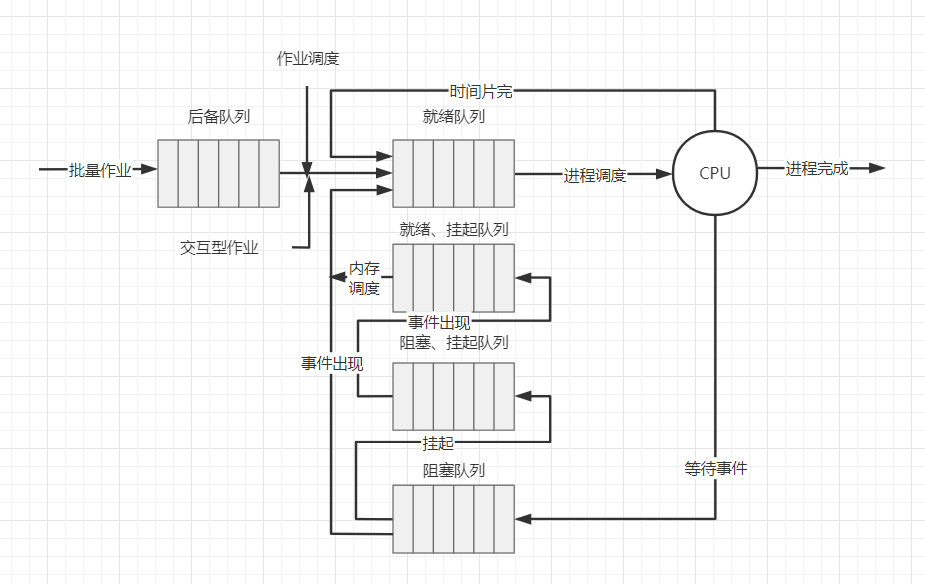 作业调度
时间片完
后备队列
就绪队列
批量作业
进程调度
CPU
进程完成
交互型作业
就绪、挂起队列
内存
调度
事件出现
阻塞、挂起队列
事件出现
挂起
阻塞队列
等待事件